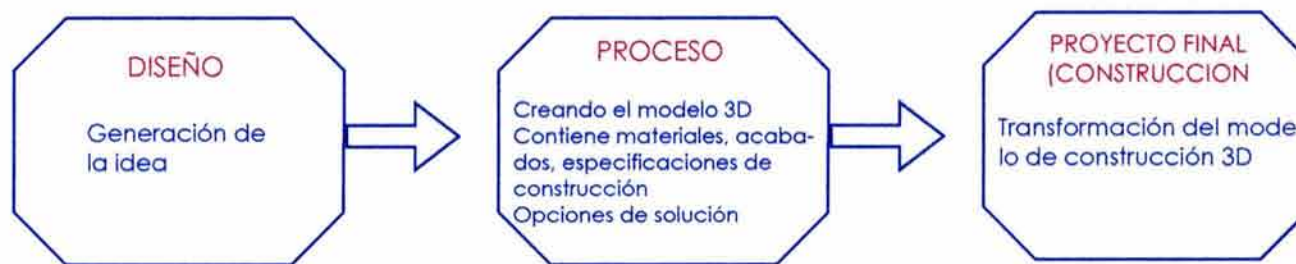 DISEÑO
Generación de
la idea
PROCESO
Creando el modelo 3D
Contiene materiales, acaba-
dos, especificaciones de
construcción
Opciones de solución
PROYECTO FINAL
(CONSTRUCCION
Transformación del mode-
lo de construcción 3D